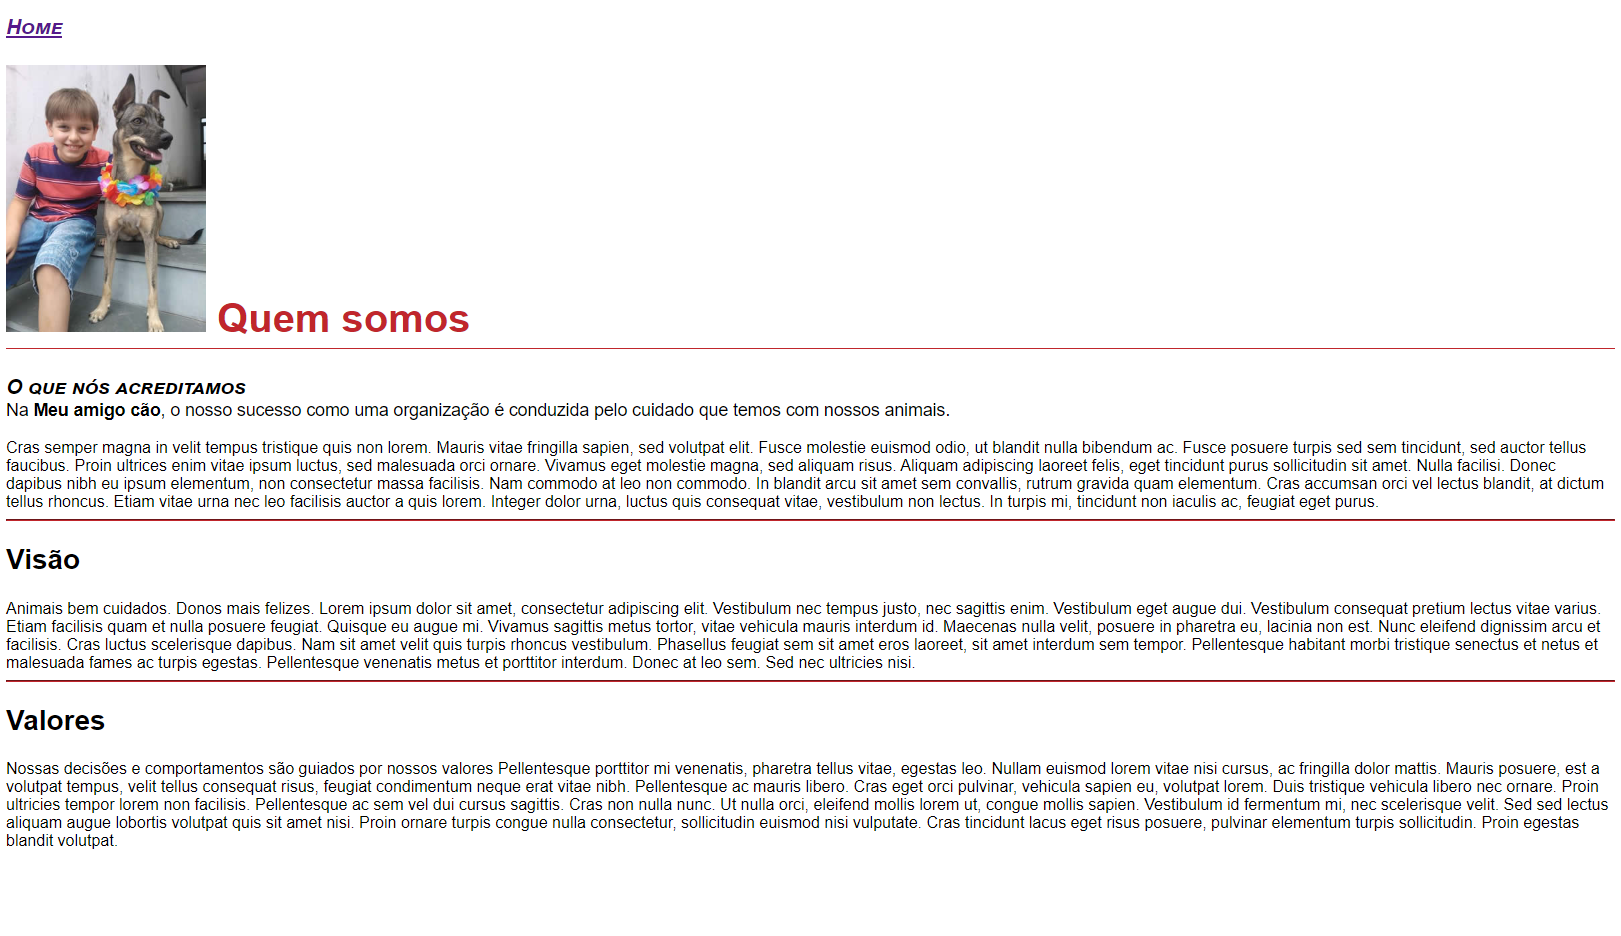 Home
Quem somos
O que nós acreditamos
Na Meu amigo cão, o nosso sucesso como uma organização é conduzida pelo cuidado que temos com nossos animais.
Cras semper magna in velit tempus tristique quis non lorem. Mauris vitae fringilla sapien, sed volutpat elit. Fusce molestie euismod odio, ut blandit nulla bibendum ac. Fusce posuere turpis sed sem tincidunt, sed auctor tellus
faucibus. Proin ultrices enim vitae ipsum luctus, sed malesuada orci ornare. Vivamus eget molestie magna, sed aliquam risus. Aliquam adipiscing laoreet felis, eget tincidunt purus sollicitudin sit amet. Nulla facilisi. Donec
dapibus nibh eu ipsum elementum, non consectetur massa facilisis. Nam commodo at leo non commodo. In blandit arcu sit amet sem convallis, rutrum gravida quam elementum. Cras accumsan orci vel lectus blandit, at dictum
tellus rhoncus. Etiam vitae urna nec leo facilisis auctor a quis lorem. Integer dolor urna, luctus quis consequat vitae, vestibulum non lectus. In turpis mi, tincidunt non iaculis ac, feugiat eget purus.
Visão
Animais bem cuidados. Donos mais felizes. Lorem ipsum dolor sit amet, consectetur adipiscing elit. Vestibulum nec tempus justo, nec sagittis enim. Vestibulum eget augue dui. Vestibulum consequat pretium lectus vitae varius.
Etiam facilisis quam et nulla posuere feugiat. Quisque eu augue mi. Vivamus sagittis metus tortor, vitae vehicula mauris interdum id. Maecenas nulla velit, posuere in pharetra eu, lacinia non est. Nunc eleifend dignissim arcu et
facilisis. Cras luctus scelerisque dapibus. Nam sit amet velit quis turpis rhoncus vestibulum. Phasellus feugiat sem sit amet eros laoreet, sit amet interdum sem tempor. Pellentesque habitant morbi tristique senectus et netus et
malesuada fames ac turpis egestas. Pellentesque venenatis metus et porttitor interdum. Donec at leo sem. Sed nec ultricies nisi.
Valores
Nossas decisões e comportamentos são guiados por nossos valores Pellentesque porttitor mi venenatis, pharetra tellus vitae, egestas leo. Nullam euismod lorem vitae nisi cursus, ac fringilla dolor mattis. Mauris posuere, est a
volutpat tempus, velit tellus consequat risus, feugiat condimentum neque erat vitae nibh. Pellentesque ac mauris libero. Cras eget orci pulvinar, vehicula sapien eu, volutpat lorem. Duis tristique vehicula libero nec ornare. Proin
ultricies tempor lorem non facilisis. Pellentesque ac sem vel dui cursus sagittis. Cras non nulla nunc. Ut nulla orci, eleifend mollis lorem ut, congue mollis sapien. Vestibulum id fermentum mi, nec scelerisque velit. Sed sed lectus
aliquam augue lobortis volutpat quis sit amet nisi. Proin ornare turpis congue nulla consectetur, sollicitudin euismod nisi vulputate. Cras tincidunt lacus eget risus posuere, pulvinar elementum turpis sollicitudin. Proin egestas
blandit volutpat.